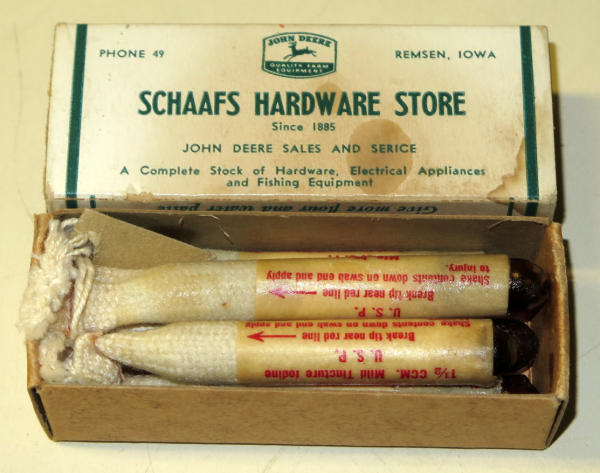 PHONE 49
JOHN DEERE
QUALITY FARM
EQUIPMENT
REMSEN, IOWA
SCHAAFS HARDWARE STORE
Since 1885
JOHN DEERE SALES AND SERICE
A Complete Stock of Hardware, Electrical Appliances
and Fishing Equipment
Give more flour and water paste
U. S. P.
Break tip near red line
Shake contents down on swab end and apply
to injury.
1½ CCM. Mild Tincture Iodine
U. S. P.
Break tip near red line
Shake contents down on swab end and apply